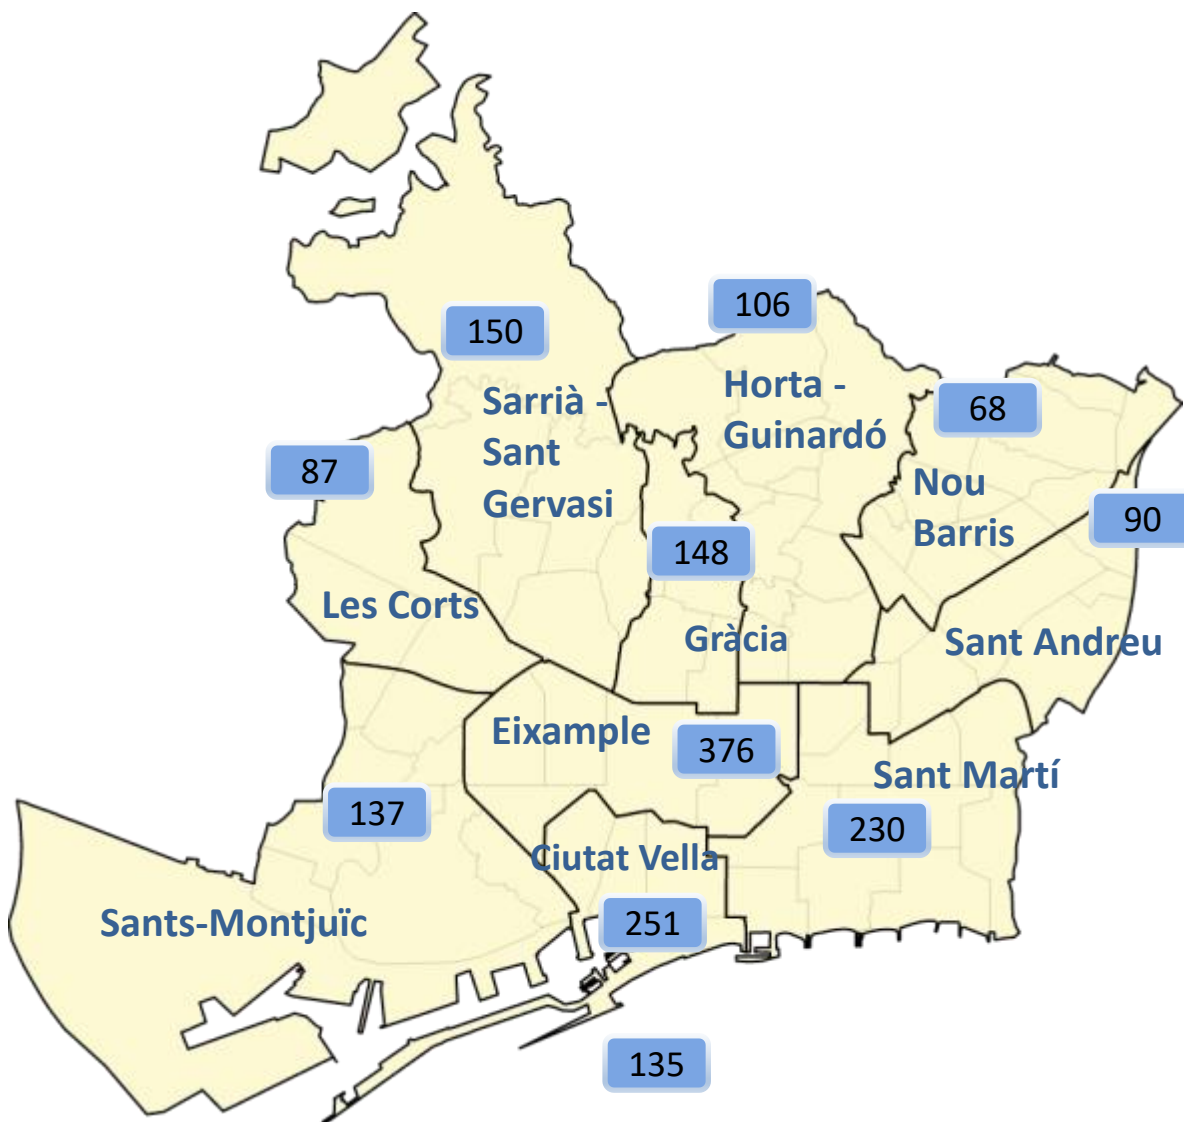 106
150
Sarrià -
Sant
Gervasi
Horta -
Guinardó
68
87
Nou
Barris
90
148
Les Corts
Gràcia
Sant Andreu
Eixample
376
Sant Martí
137
230
Ciutat Vella
Sants-Montjuïc
251
135